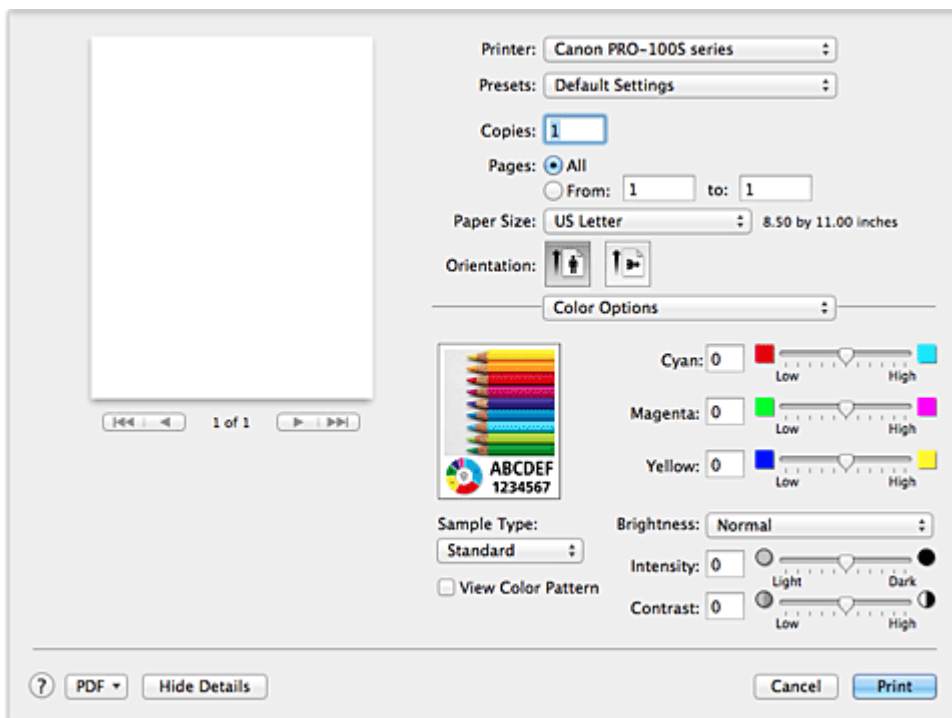 Printer: Canon PRO-100S series
Presets: Default Settings
Copies: 1
Pages: All
From: 1 to: 1
Paper Size: US Letter 8.50 by 11.00 inches
Orientation:
Color Options
1 of 1
Cyan: 0
Low High
Magenta: 0
Low High
Yellow: 0
Low High
ABCDEF
1234567
Sample Type:
Standard
View Color Pattern
Brightness: Normal
Intensity: 0
Light Dark
Contrast: 0
Low High
? PDF Hide Details Cancel Print